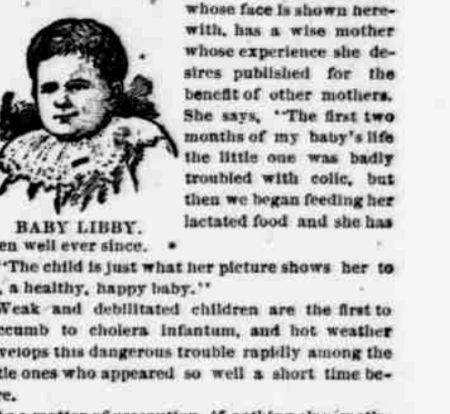 whose face is shown here-
with, has a wise mother
whose experience she de-
sires published for the
benefit of other mothers.
She says, "The first two
months of my baby's life
the little one was badly
troubled with colic, but
then we began feeding her
lactated food and she has
BABY LIBBY.
en well ever since.
"The child is just what her picture shows her to
, a healthy, happy baby."
Weak and debilitated children are the first to
ccumb to cholera infantum, and hot weather
velops this dangerous trouble rapidly among the
tle ones who appeared so well a short time be-
re.